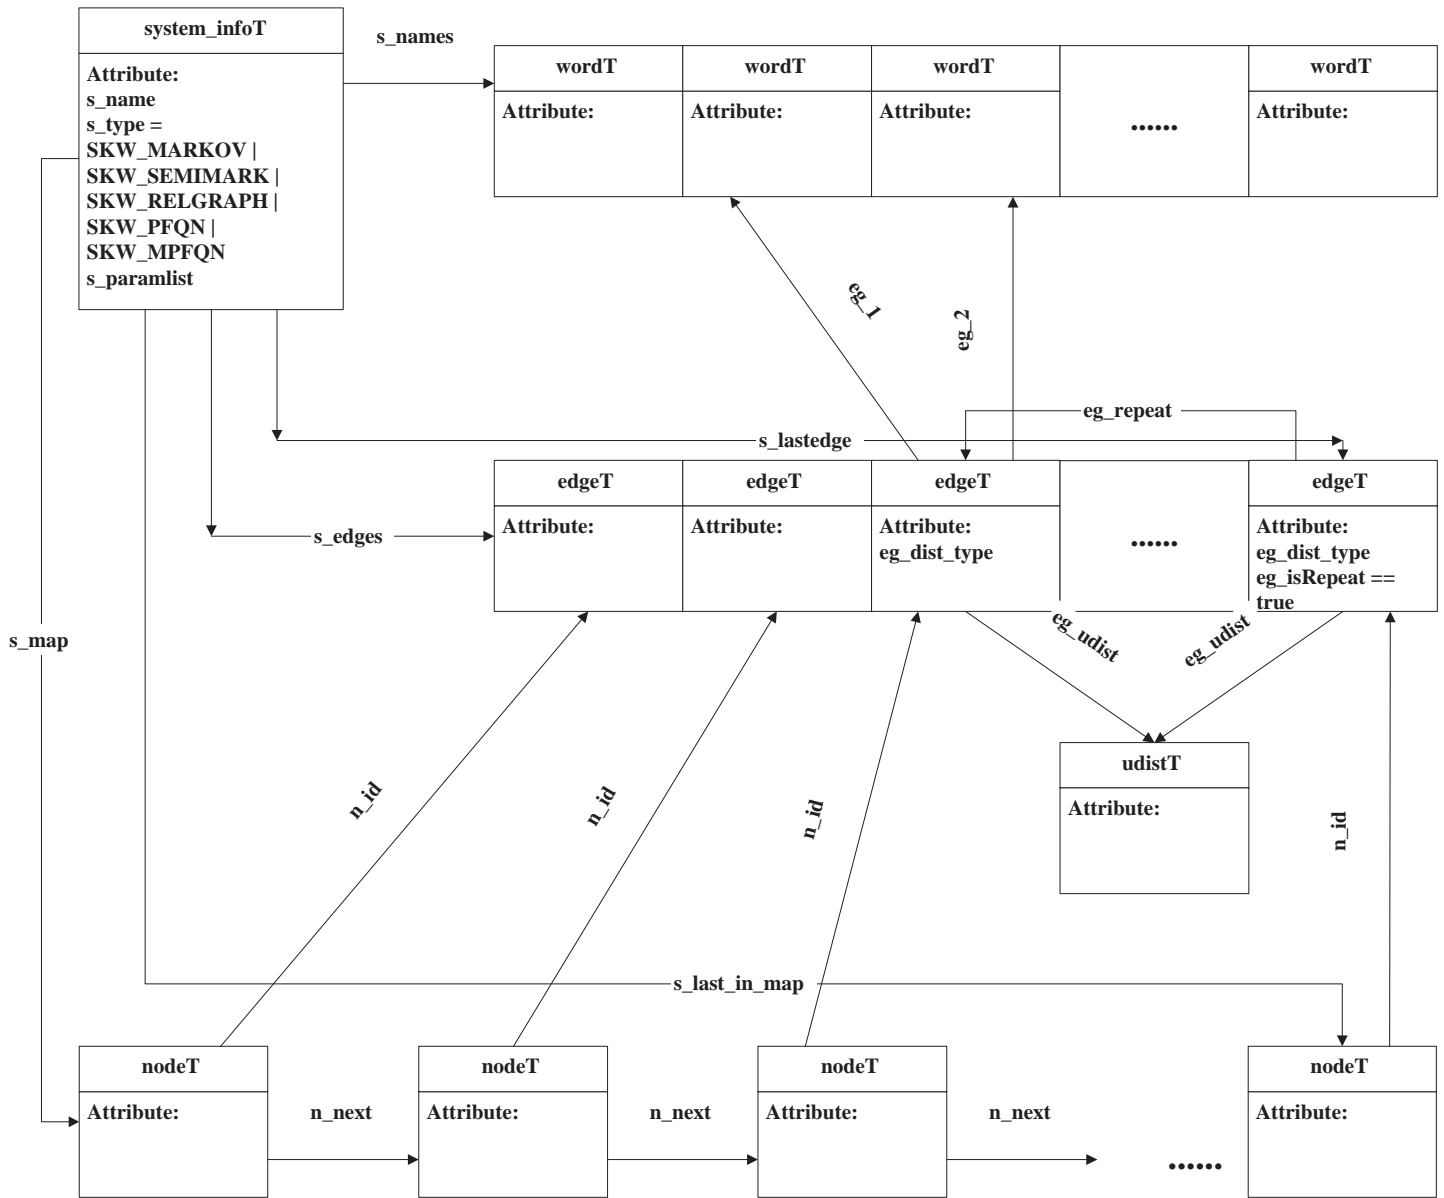 system_infoT
Attribute:
s_name
s_type =
SKW_MARKOV |
SKW_SEMIMARK |
SKW_RELGRAPH |
SKW_PFQN |
SKW_MPFQN
s_paramlist
s_names
wordT
Attribute:
wordT
Attribute:
wordT
Attribute:
......
wordT
Attribute:
eg_1
eg_2
eg_repeat
s_lastedge
s_edges
edgeT
Attribute:
edgeT
Attribute:
edgeT
Attribute:
eg_dist_type
......
edgeT
Attribute:
eg_dist_type
eg_isRepeat ==
true
s_map
eg_udist
eg_udist
udistT
Attribute:
n_id
n_id
n_id
n_id
s_last_in_map
nodeT
Attribute:
n_next
nodeT
Attribute:
n_next
nodeT
Attribute:
n_next
......
nodeT
Attribute: